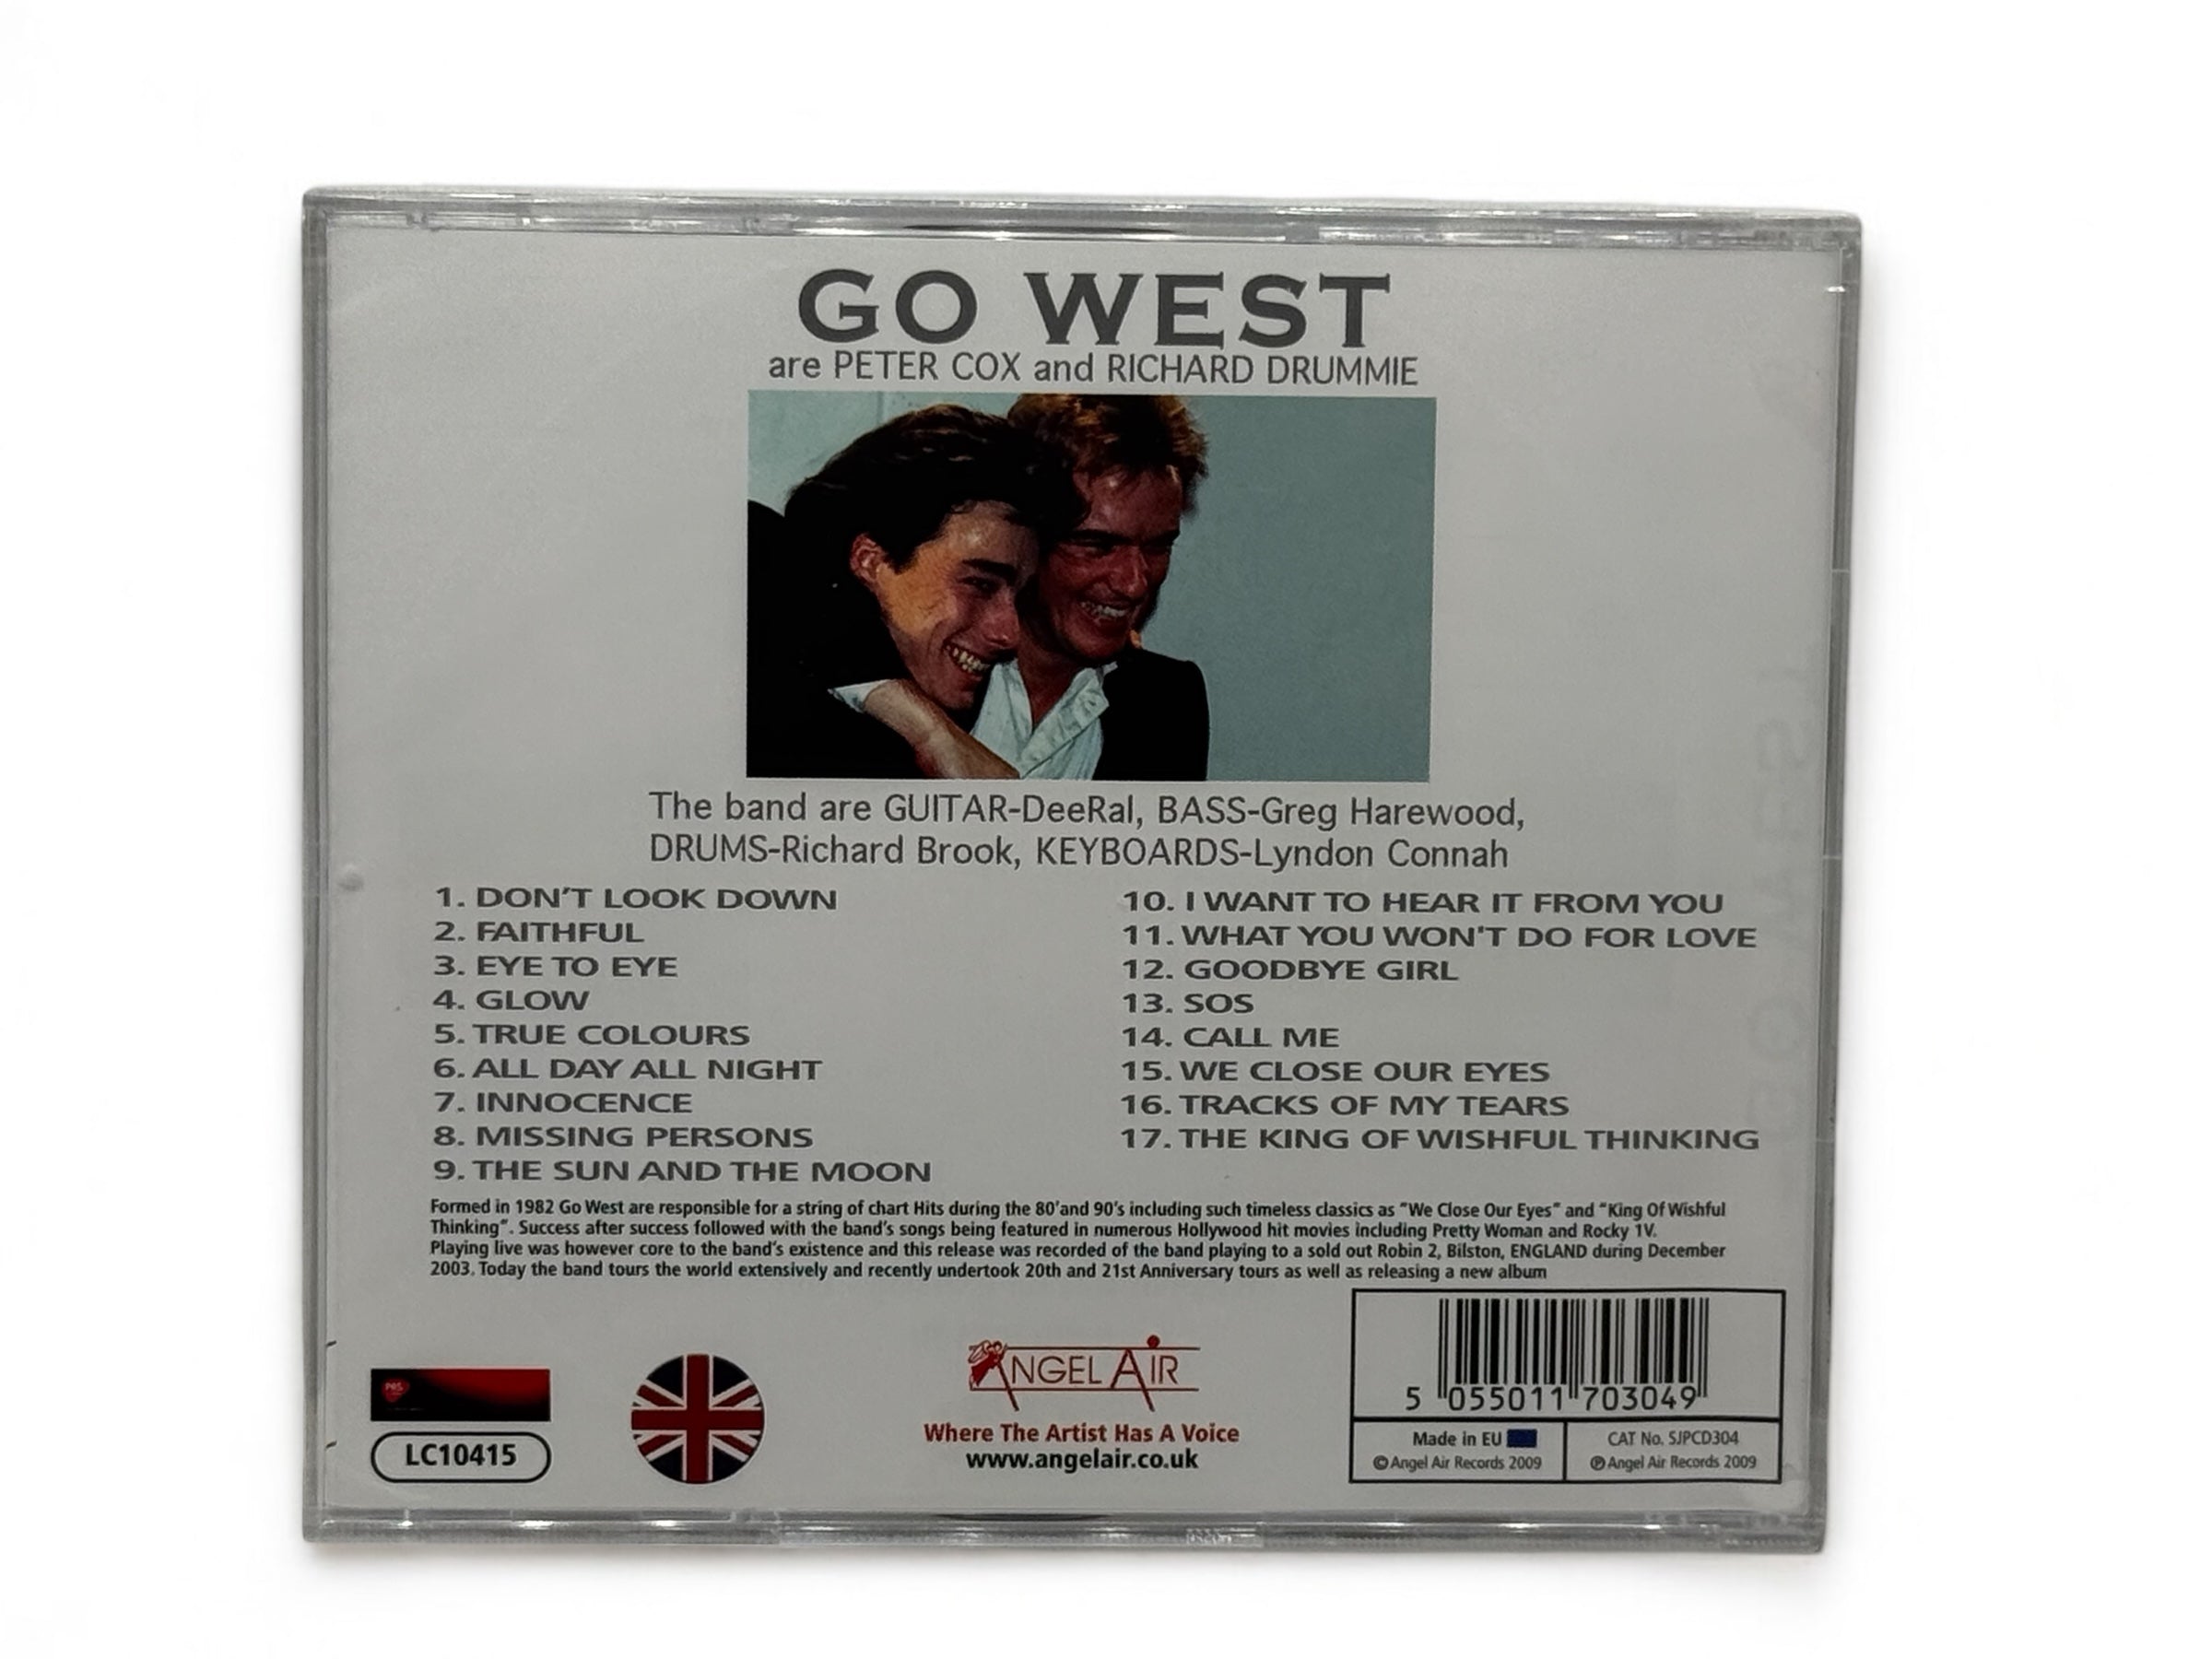 GO WEST
are PETER COX and RICHARD DRUMMIE
The band are GUITAR-DeeRal, BASS-Greg Harewood,
DRUMS-Richard Brook, KEYBOARDS-Lyndon Connah
1. DON'T LOOK DOWN
2. FAITHFUL
3. EYE TO EYE
4. GLOW
5. TRUE COLOURS
6. ALL DAY ALL NIGHT
7. INNOCENCE
8. MISSING PERSONS
9. THE SUN AND THE MOON
10. I WANT TO HEAR IT FROM YOU
11. WHAT YOU WON'T DO FOR LOVE
12. GOODBYE GIRL
13. SOS
14. CALL ME
15. WE CLOSE OUR EYES
16. TRACKS OF MY TEARS
17. THE KING OF WISHFUL THINKING
Formed in 1982 Go West are responsible for a string of chart Hits during the 80'and 90's including such timeless classics as "We Close Our Eyes" and "King Of Wishful
Thinking". Success after success followed with the band's songs being featured in numerous Hollywood hit movies including Pretty Woman and Rocky 1V.
Playing live was however core to the band's existence and this release was recorded of the band playing to a sold out Robin 2, Bilston, ENGLAND during December
2003. Today the band tours the world extensively and recently undertook 20th and 21st Anniversary tours as well as releasing a new album
LC10415
ANGEL AIR
Where The Artist Has A Voice
www.angelair.co.uk
5 055011 703049
Made in EU
© Angel Air Records 2009
CAT No. SJPCD304
℗ Angel Air Records 2009